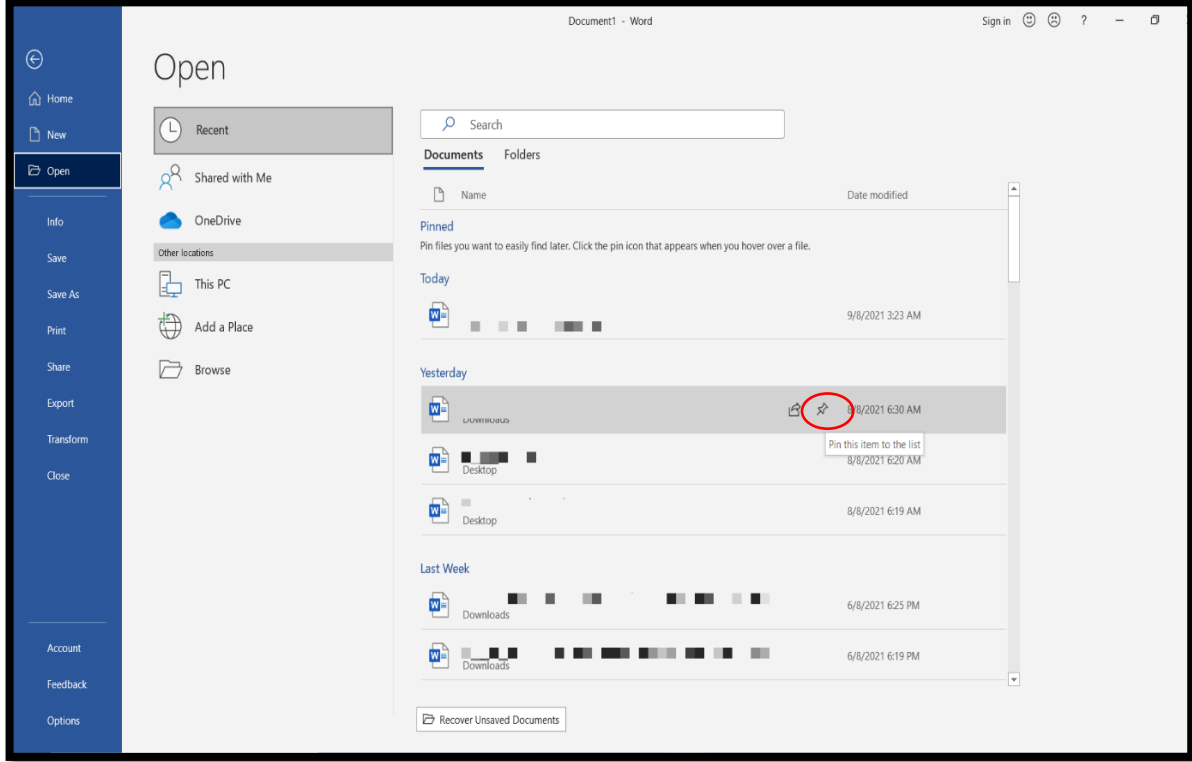 Document1 - Word
Sign in
?
Open
Home
New
Open
Info
Save
Save As
Print
Share
Export
Transform
Close
Account
Feedback
Options
Recent
Shared with Me
OneDrive
Other locations
This PC
Add a Place
Browse
Search
Documents Folders
Name Date modified
Pinned
Pin files you want to easily find later. Click the pin icon that appears when you hover over a file.
Today
9/8/2021 3:23 AM
Yesterday
8/8/2021 6:30 AM
Downloads
Pin this item to the list
8/8/2021 6:20 AM
Desktop
8/8/2021 6:19 AM
Desktop
Last Week
6/8/2021 6:25 PM
Downloads
6/8/2021 6:19 PM
Downloads
Recover Unsaved Documents